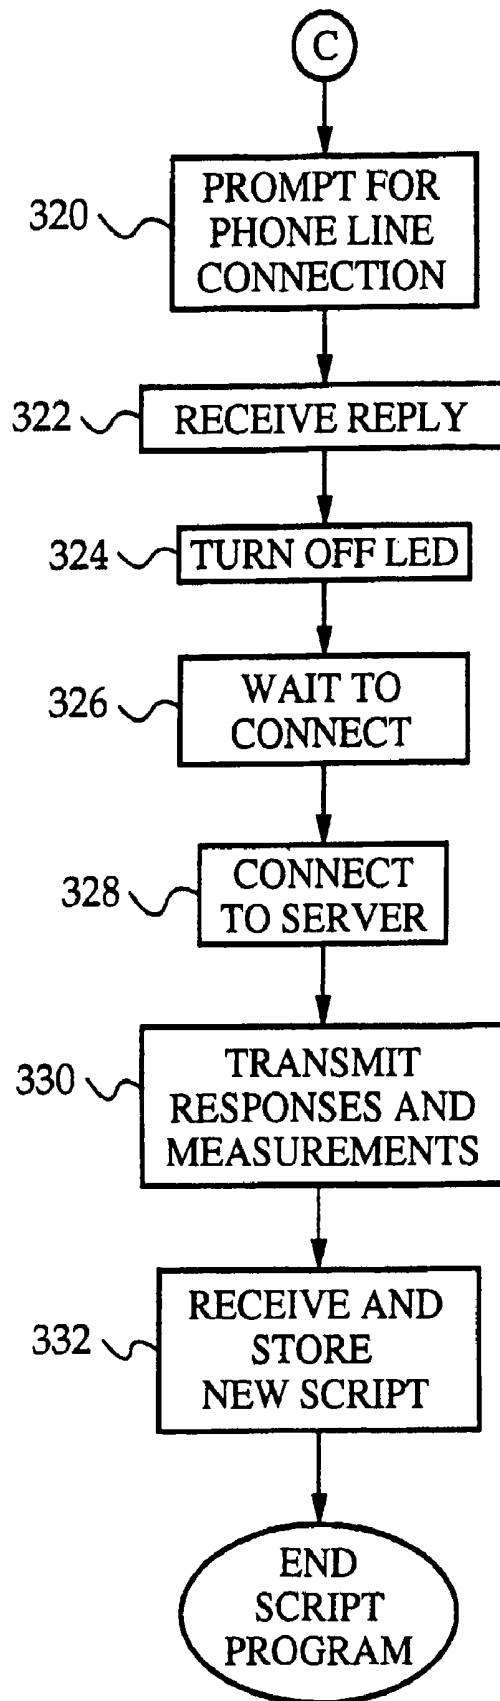 C
320
PROMPT FOR
PHONE LINE
CONNECTION
322
RECEIVE REPLY
324
TURN OFF LED
326
WAIT TO
CONNECT
328
CONNECT
TO SERVER
330
TRANSMIT
RESPONSES AND
MEASUREMENTS
332
RECEIVE AND
STORE
NEW SCRIPT
END
SCRIPT
PROGRAM